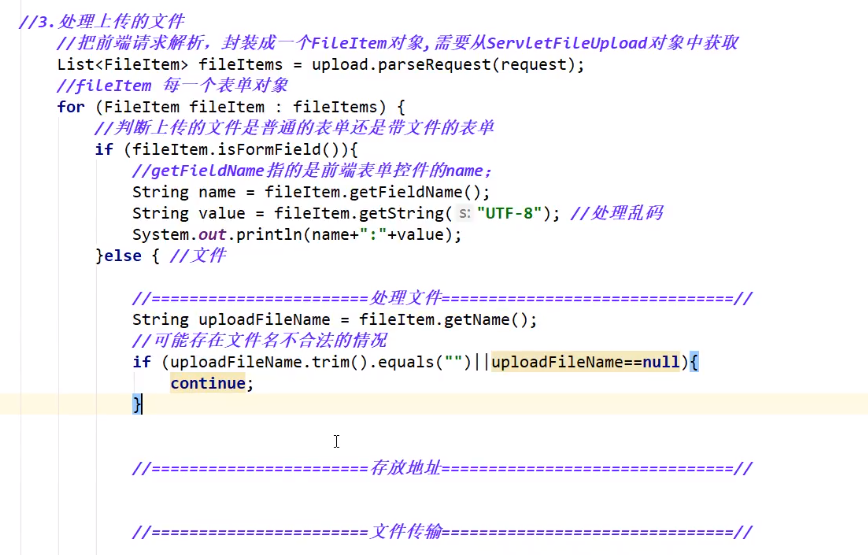 //3.处理上传的文件
//把前端请求解析，封装成一个FileItem对象,需要从ServletFileUpload对象中获取
List<FileItem> fileItems = upload.parseRequest(request);
//fileItem 每一个表单对象
for (FileItem fileItem : fileItems) {
//判断上传的文件是普通的表单还是带文件的表单
if (fileItem.isFormField()){
//getFieldName指的是前端表单控件的name;
String name = fileItem.getFieldName();
String value = fileItem.getString( s: "UTF-8"); //处理乱码
System.out.println(name+":"+value);
}else { //文件
//=======================处理文件===============================//
String uploadFileName = fileItem.getName();
//可能存在文件名不合法的情况
if (uploadFileName.trim().equals("")||uploadFileName==null){
continue;
}
//=======================存放地址===============================//
//=======================文件传输===============================//